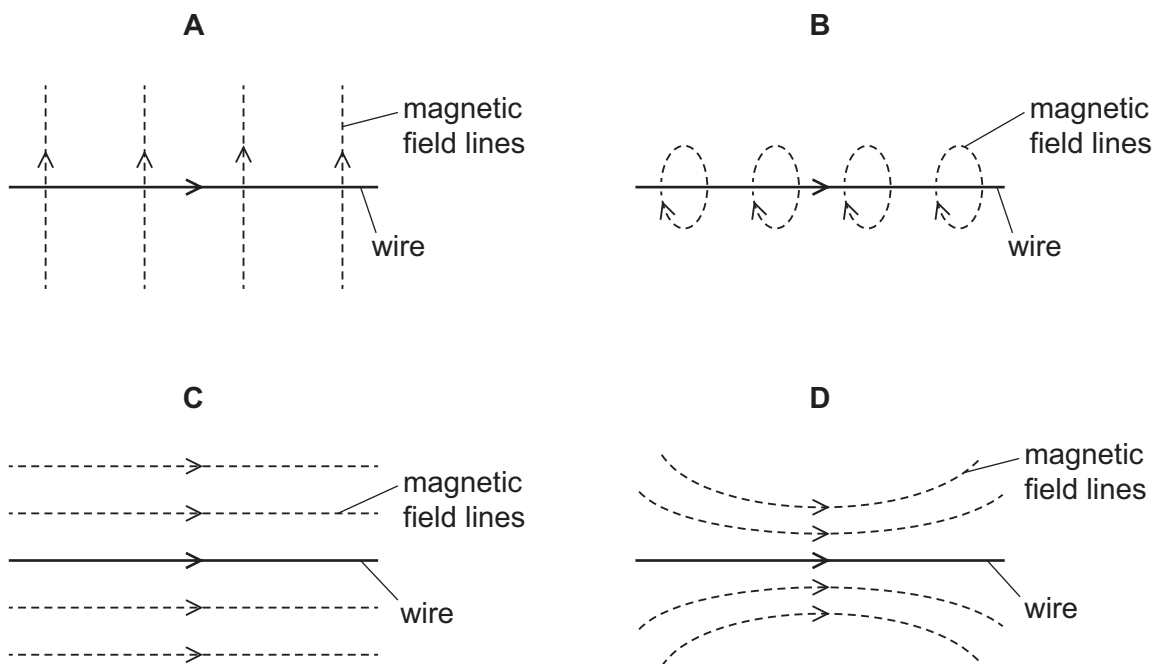 A
magnetic
field lines
wire
B
magnetic
field lines
wire
C
magnetic
field lines
wire
D
magnetic
field lines
wire